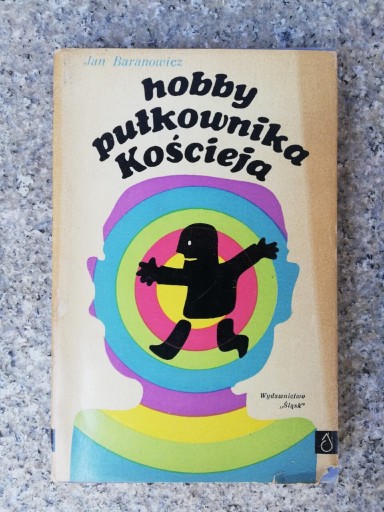 Jan Baranowicz
hobby
pułkownika
Kościeja
Wydawnictwo
„Śląsk"